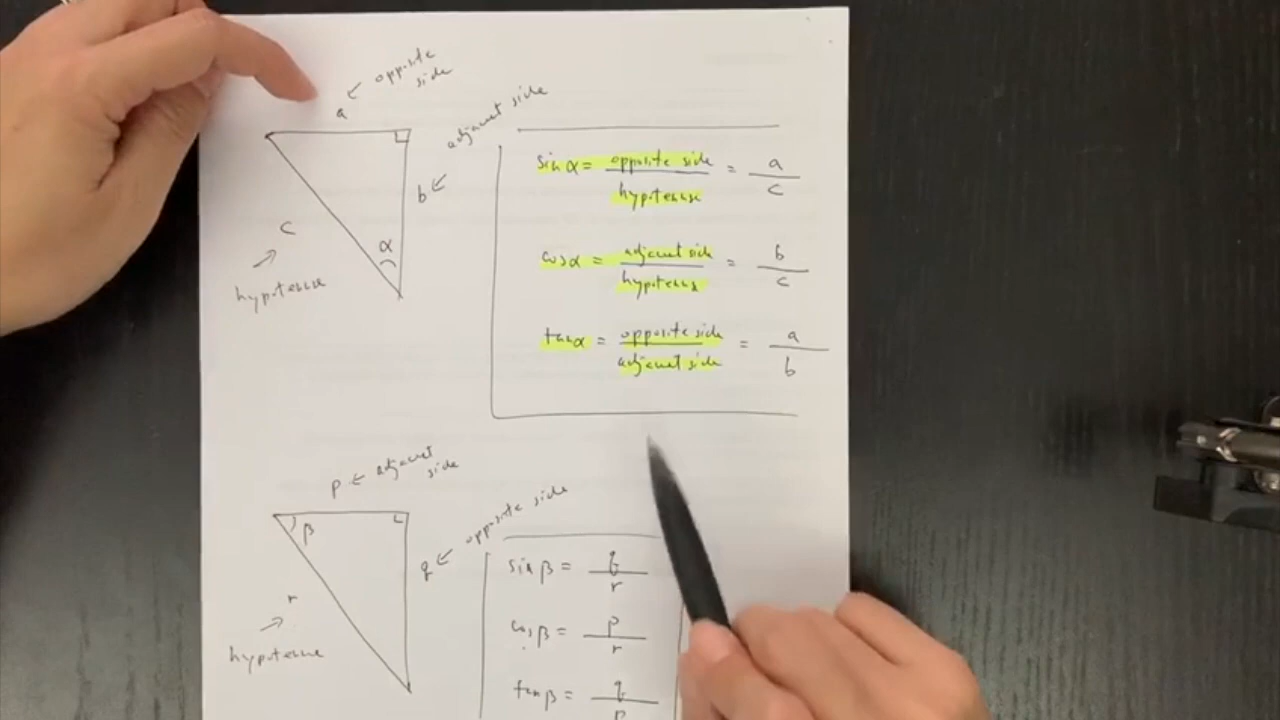 a ← opposite
side
adjacent side
b ←
c
α
hypotenuse
sin α = opposite side / hypotenuse = a / c
cos α = adjacent side / hypotenuse = b / c
tan α = opposite side / adjacent side = a / b
p ← adjacent
side
opposite side
q ←
β
r
hypotenuse
sin β = q / r
cos β = p / r
tan β = q / p